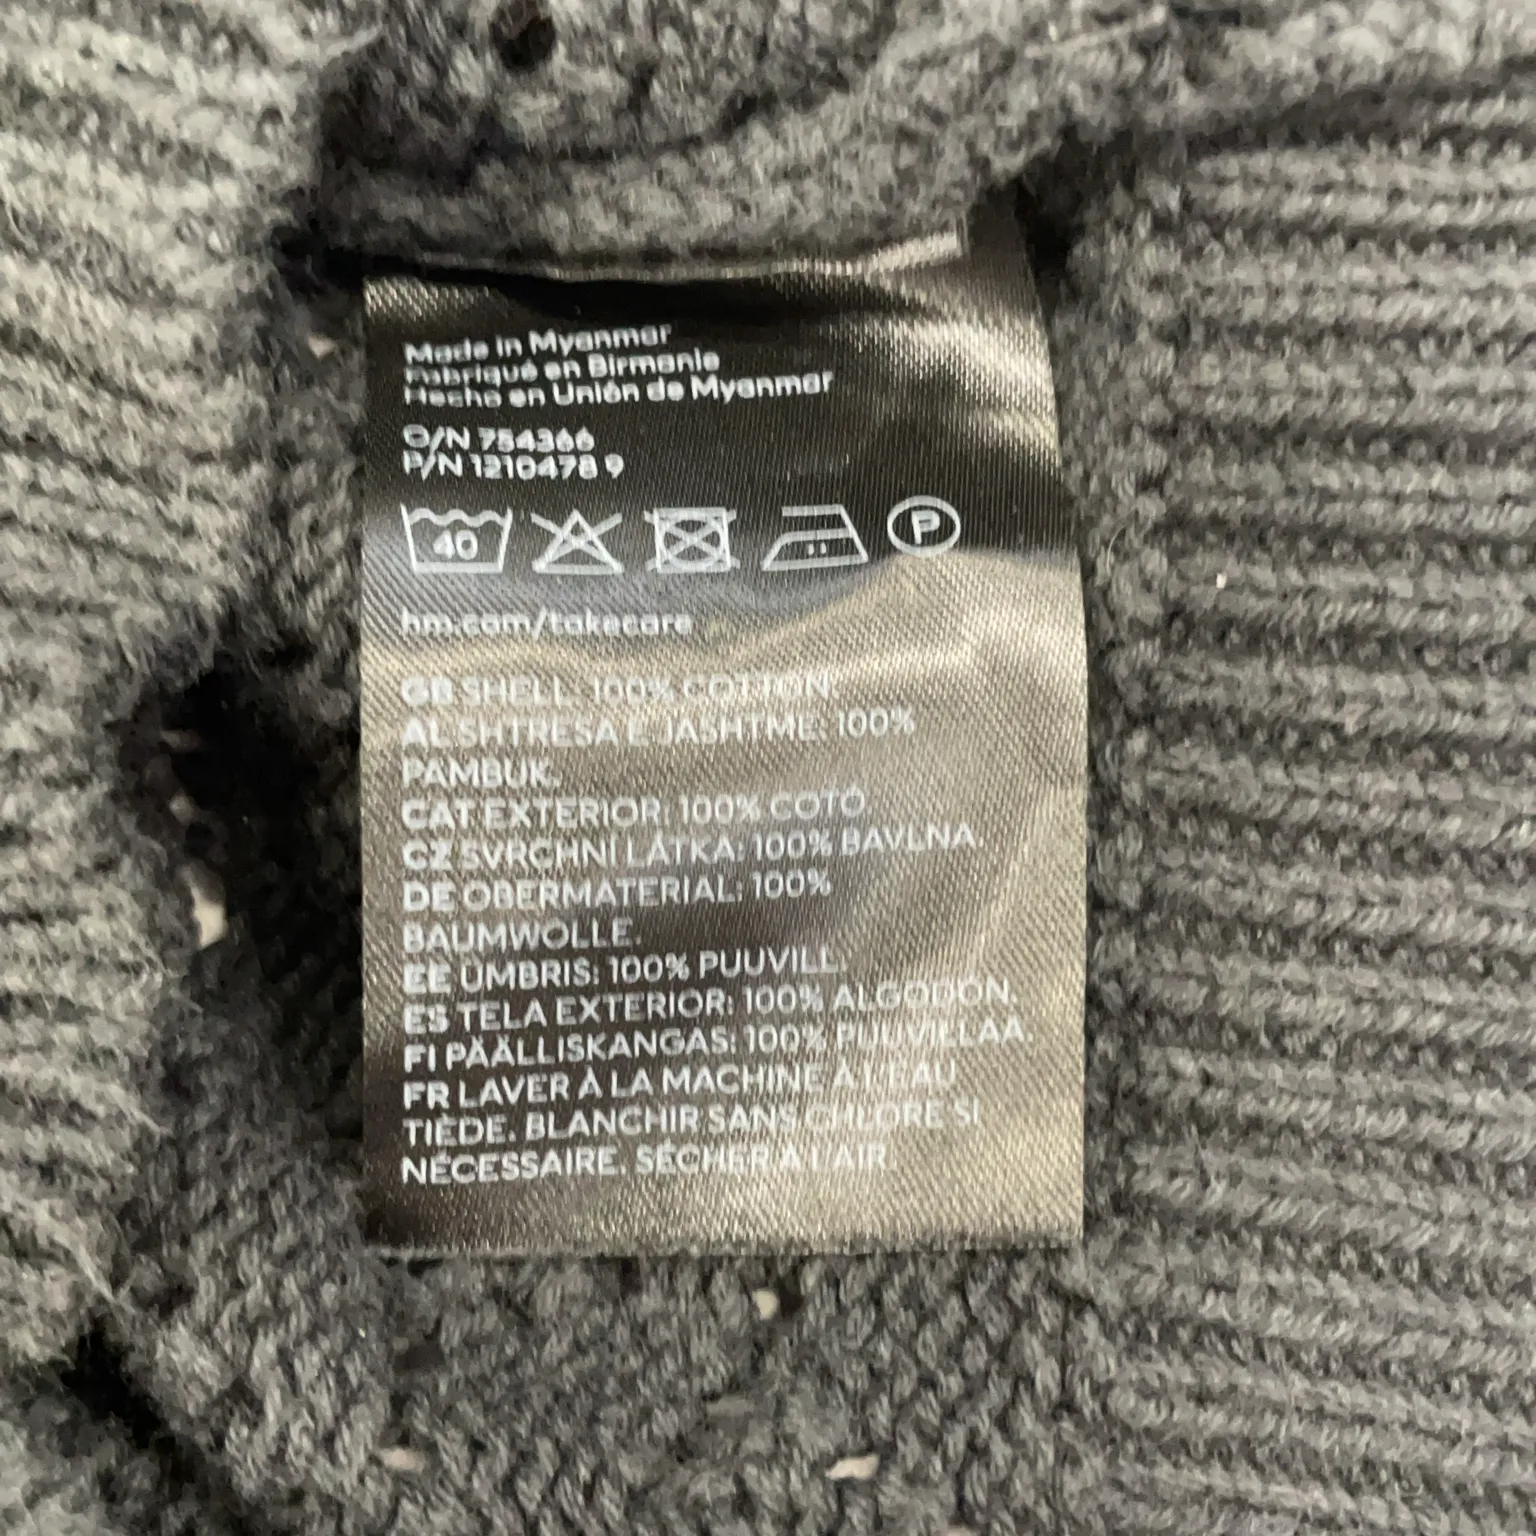 Made in Myanmar
Fabriqué en Birmanie
Hecho en Unión de Myanmar
O/N 754366
P/N 1210478 9
40
P
hm.com/takecare
GB SHELL: 100% COTTON.
AL SHTRESA E JASHTME: 100%
PAMBUK.
CAT EXTERIOR: 100% COTÓ.
CZ SVRCHNÍ LÁTKA: 100% BAVLNA.
DE OBERMATERIAL: 100%
BAUMWOLLE.
EE UMBRIS: 100% PUUVILL.
ES TELA EXTERIOR: 100% ALGODÓN.
FI PÄÄLLISKANGAS: 100% PUUVILLAA.
FR LAVER À LA MACHINE À L'EAU
TIÈDE. BLANCHIR SANS CHLORE SI
NÉCESSAIRE. SÉCHER À L'AIR.